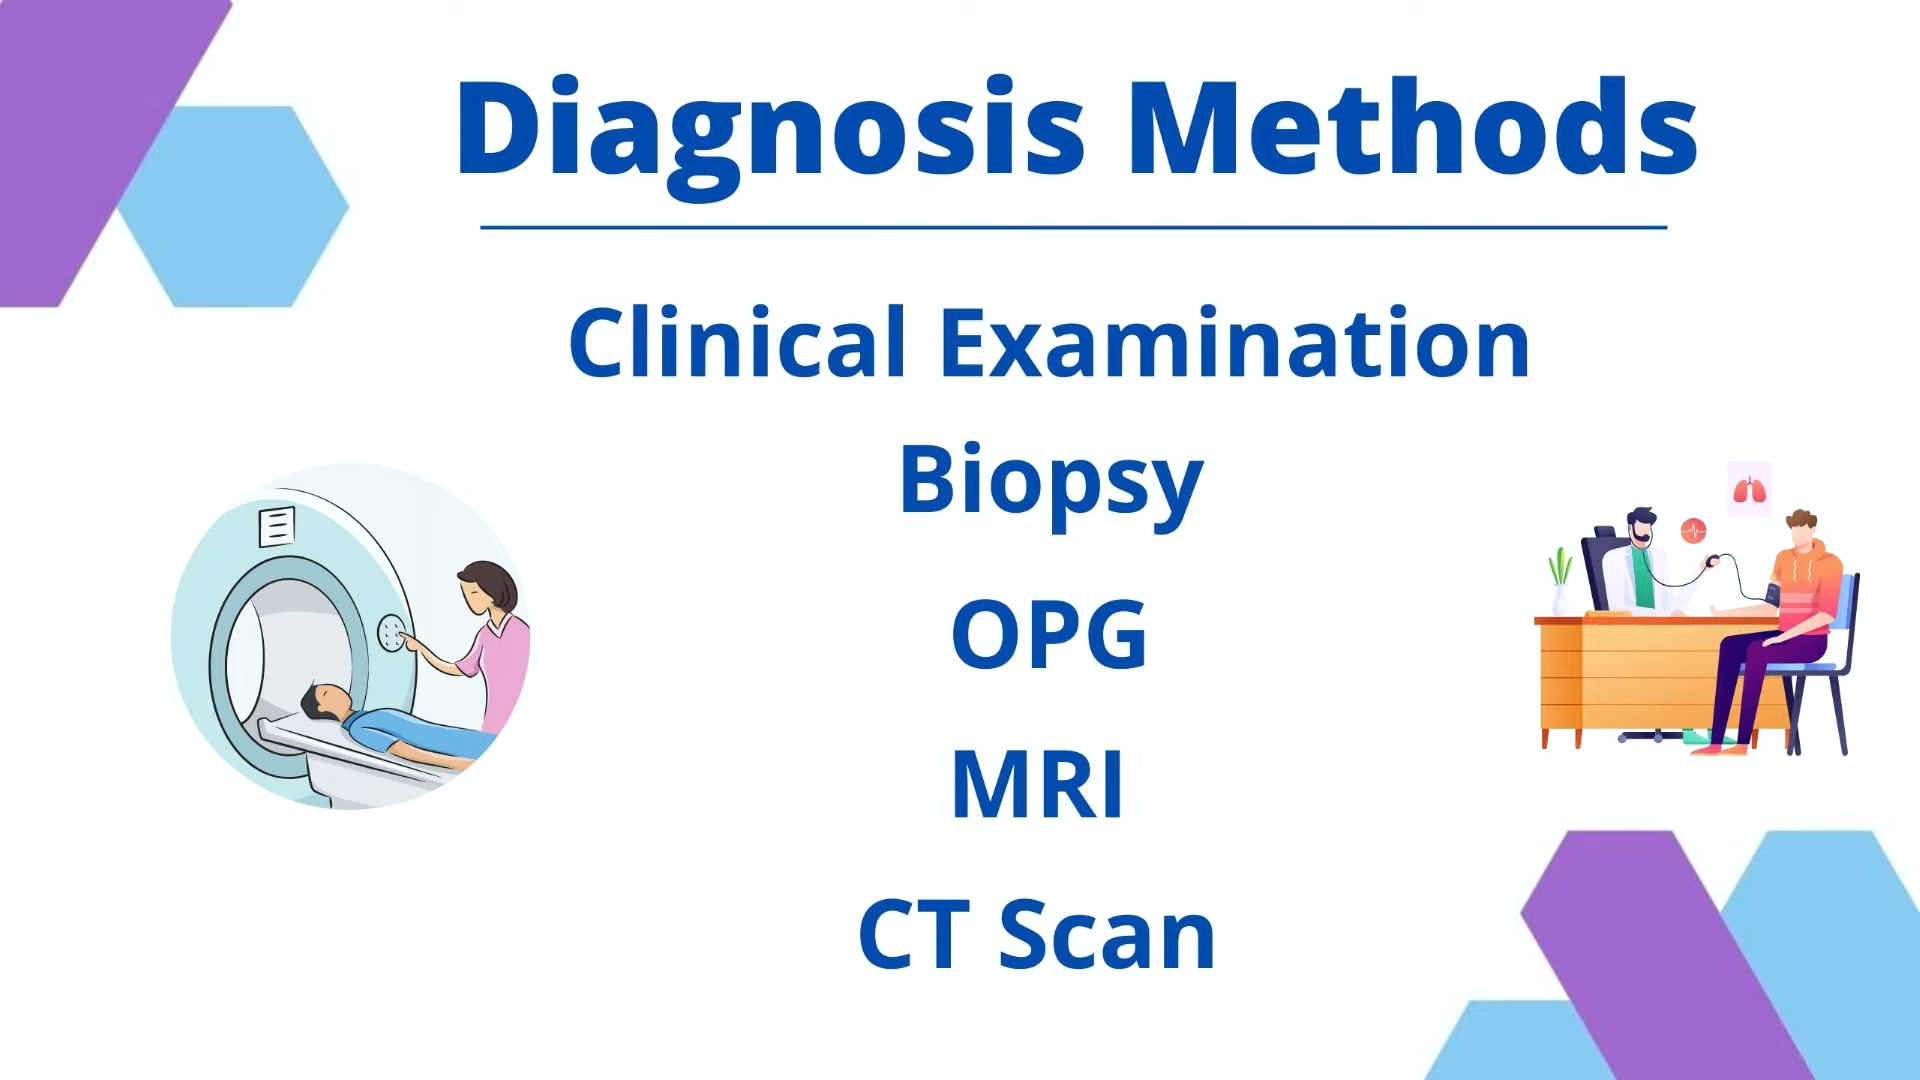 Diagnosis Methods
Clinical Examination
Biopsy
OPG
MRI
CT Scan